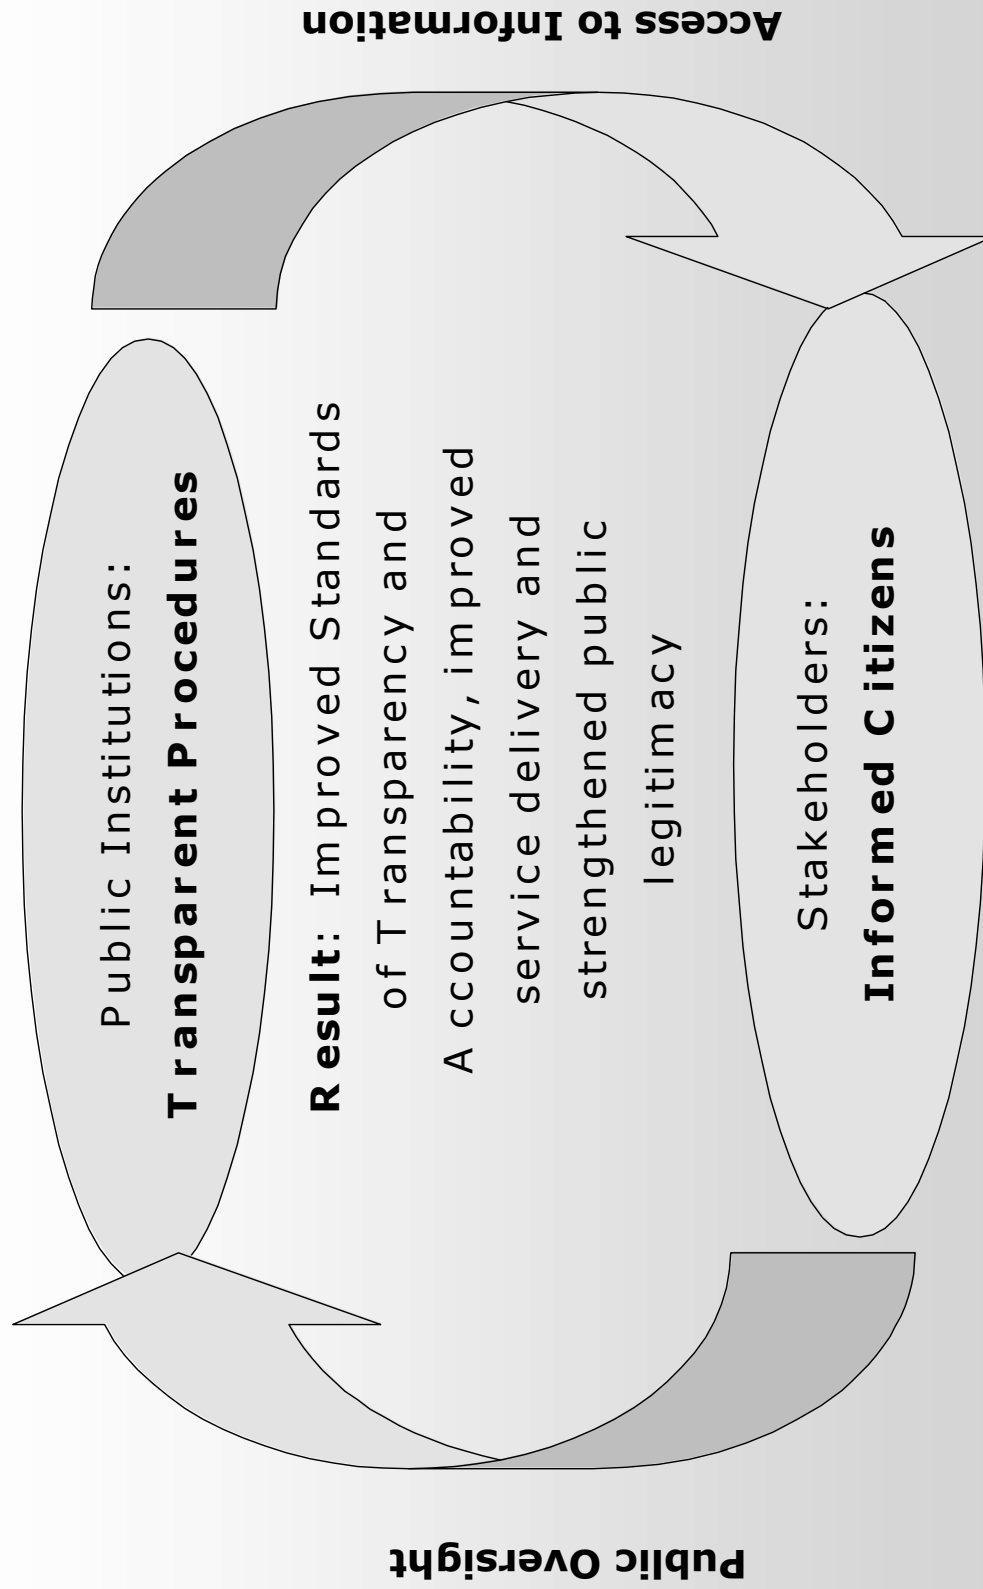 Public Institutions:
Transparent Procedures
Result: Improved Standards
of Transparency and
Accountability, improved
service delivery and
strengthened public
legitimacy
Stakeholders:
Informed Citizens
Public Oversight
Access to Information